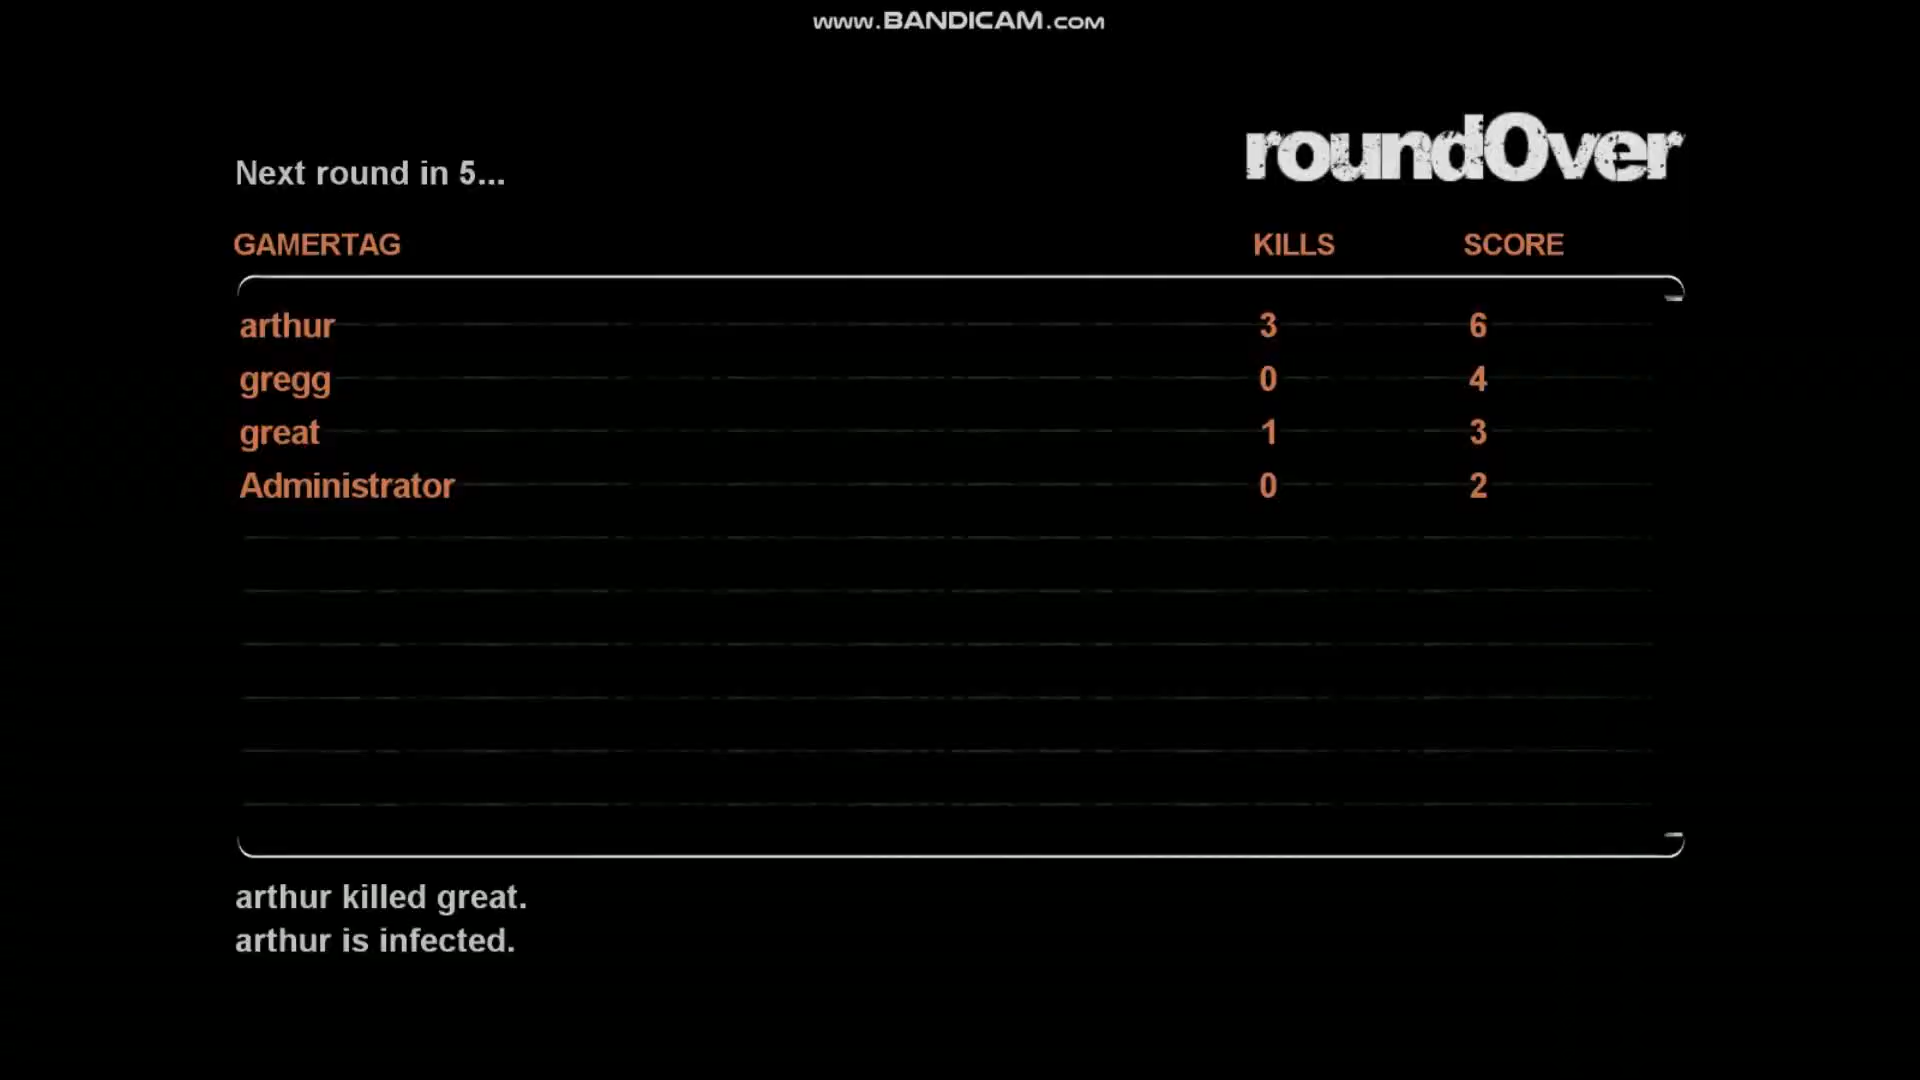 www.BANDICAM.com
roundOver
Next round in 5...
GAMERTAG KILLS SCORE
arthur 3 6
gregg 0 4
great 1 3
Administrator 0 2
arthur killed great.
arthur is infected.